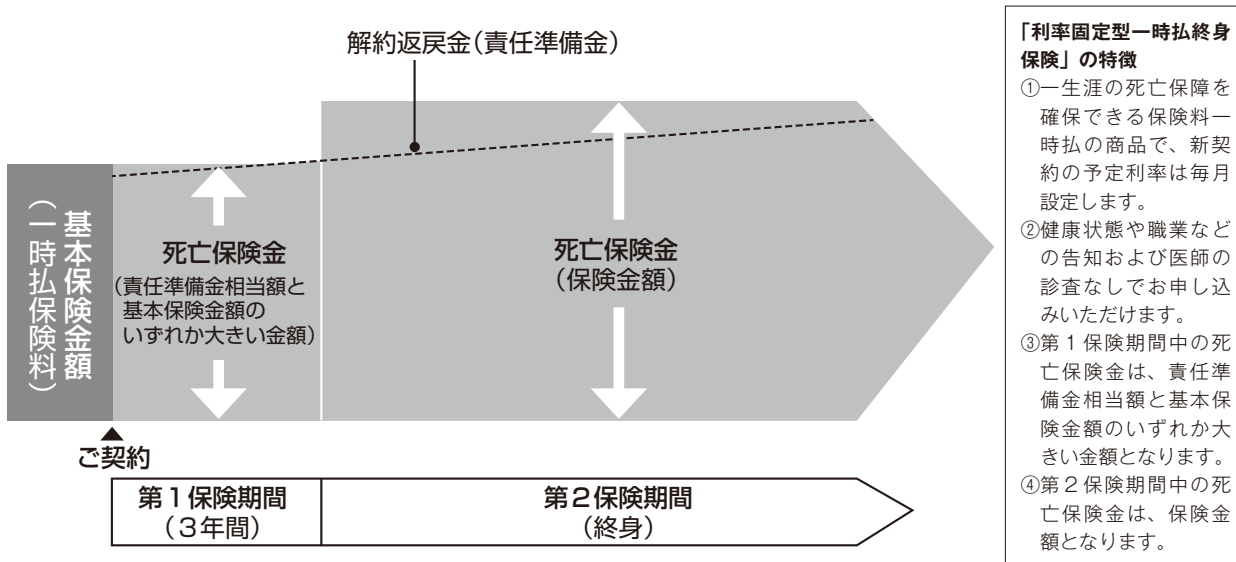 解約返戻金（責任準備金）
基本保険金額
（一時払保険料）
死亡保険金
（責任準備金相当額と
基本保険金額の
いずれか大きい金額）
死亡保険金
（保険金額）
ご契約
第１保険期間
（３年間）
第２保険期間
（終身）
「利率固定型一時払終身
保険」の特徴
①一生涯の死亡保障を
確保できる保険料一
時払の商品で、新契
約の予定利率は毎月
設定します。
②健康状態や職業など
の告知および医師の
診査なしでお申し込
みいただけます。
③第１保険期間中の死
亡保険金は、責任準
備金相当額と基本保
険金額のいずれか大
きい金額となります。
④第２保険期間中の死
亡保険金は、保険金
額となります。